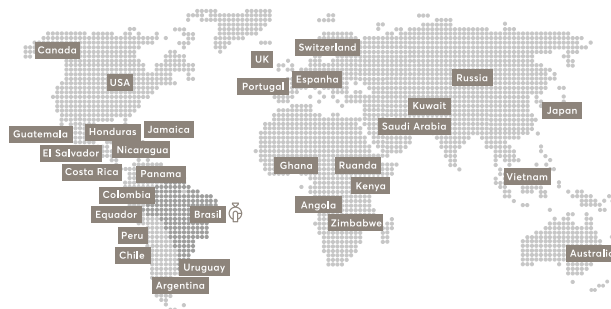 Canada
Switzerland
UK
USA
Portugal
Espanha
Russia
Kuwait
Japan
Guatemala
Honduras
Jamaica
Saudi Arabia
El Salvador
Nicaragua
Costa Rica
Panama
Ghana
Ruanda
Vietnam
Kenya
Colombia
Angola
Equador
Brasil
Zimbabwe
Peru
Chile
Australia
Uruguay
Argentina